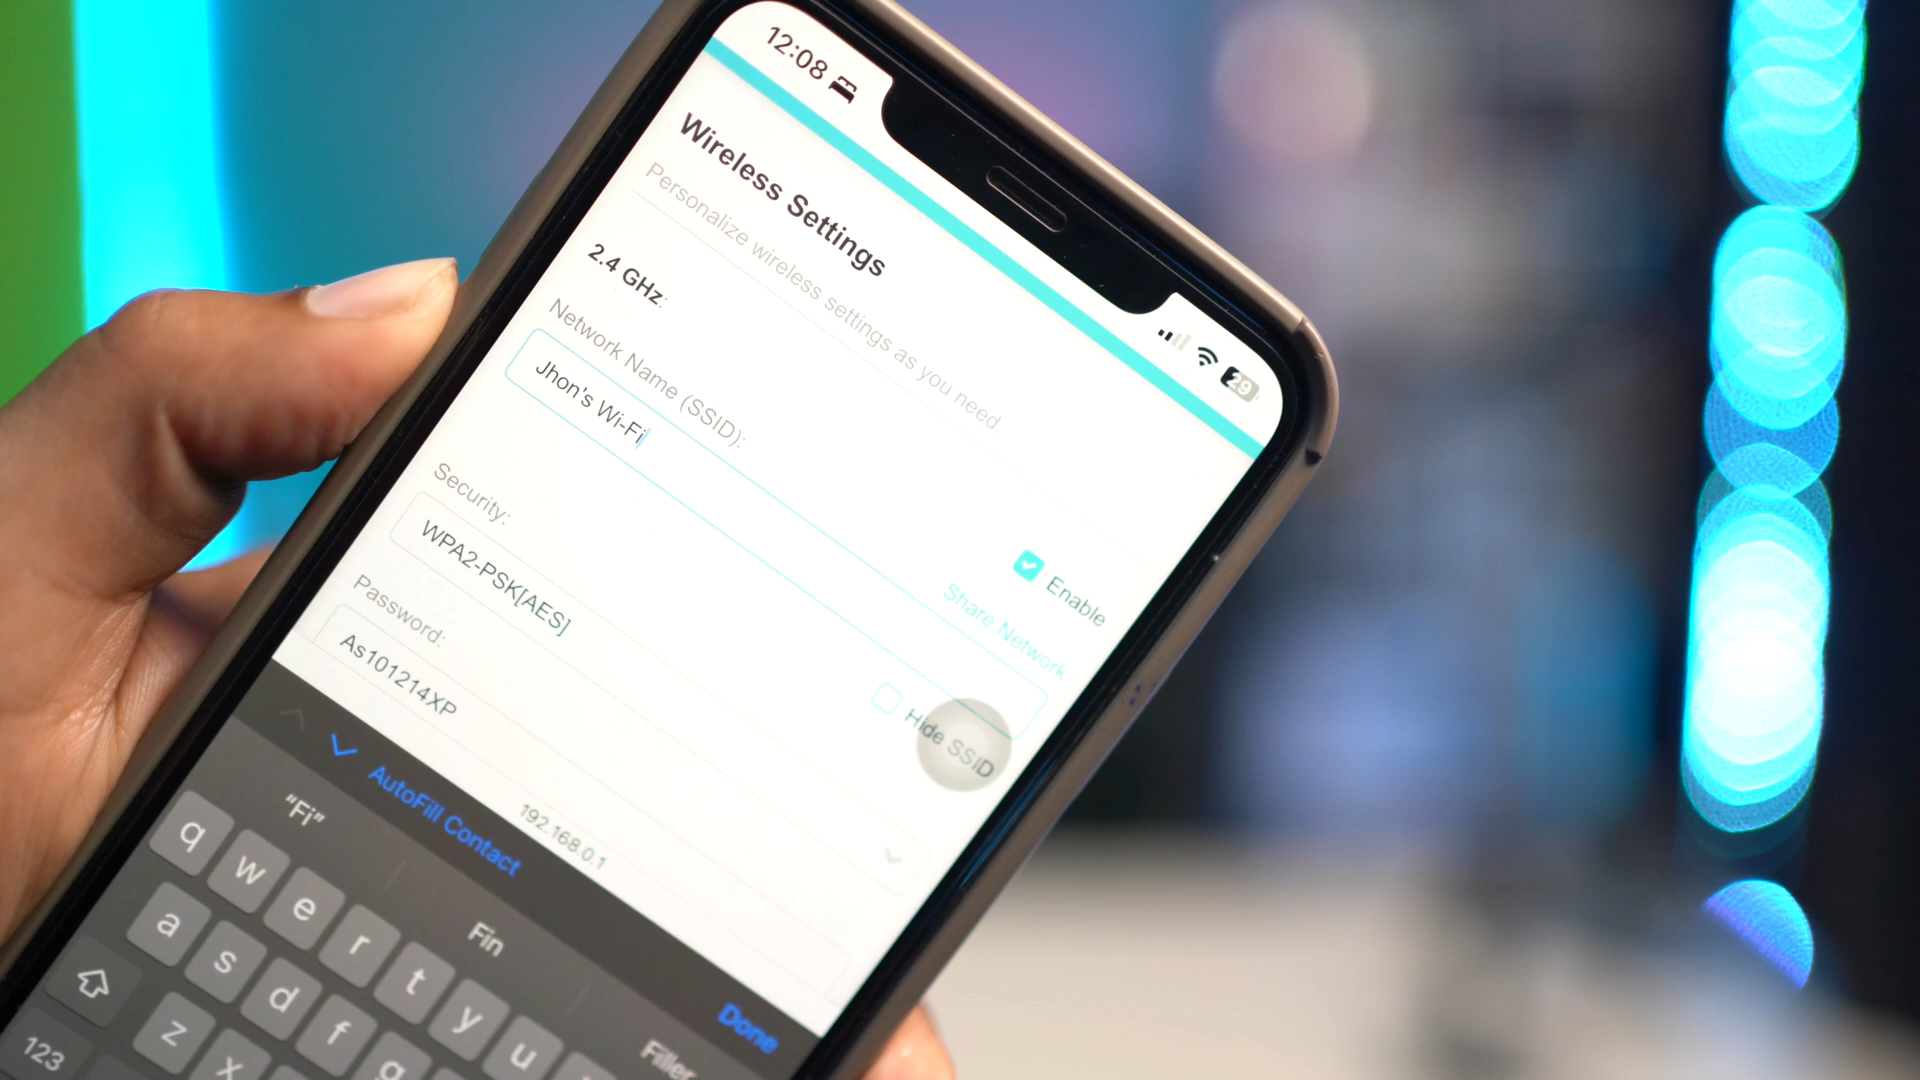 12:08
29
Wireless Settings
Personalize wireless settings as you need.
2.4 GHz:
Enable
Share Network
Network Name (SSID):
Jhon's Wi-Fi
Hide SSID
Security:
WPA2-PSK[AES]
Password:
As101214XP
192.168.0.1
AutoFill Contact
Done
“Fi”
Fin
Filler
q w e r t y u
a s d f g
z x
123